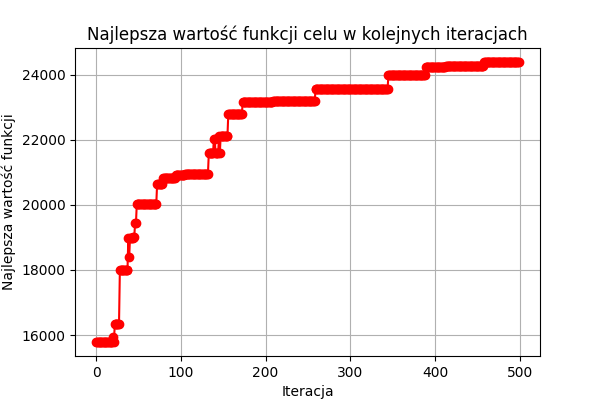 Najlepsza wartość funkcji celu w kolejnych iteracjach
Najlepsza wartość funkcji
24000
22000
20000
18000
16000
0 100 200 300 400 500
Iteracja